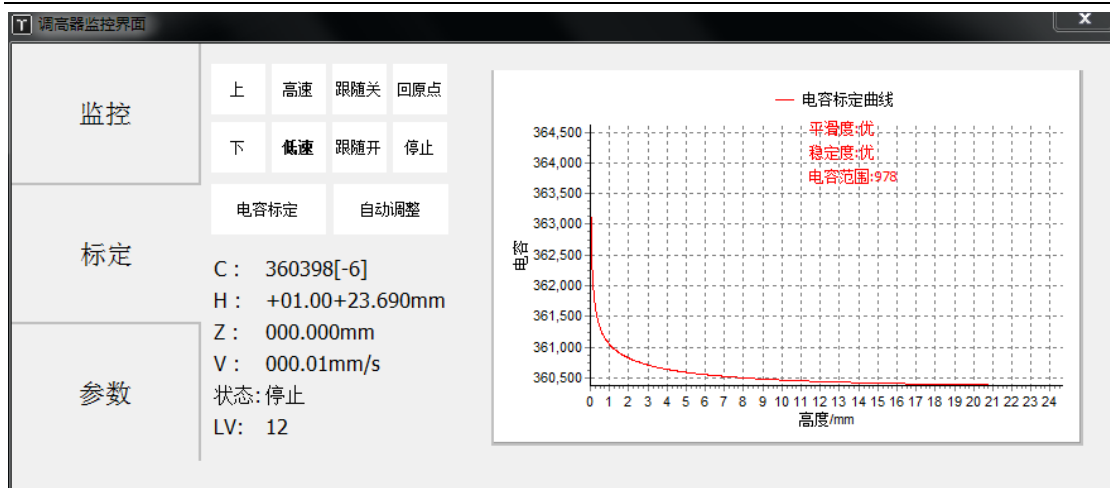 调高器监控界面
x
监控
标定
参数
上 高速 跟随关 回原点
下 低速 跟随开 停止
电容标定 自动调整
C： 360398[-6]
H： +01.00+23.690mm
Z： 000.000mm
V： 000.01mm/s
状态:停止
LV: 12
电容标定曲线
平滑度:优
稳定度:优
电容范围:978
电容
364,500
364,000
363,500
363,000
362,500
362,000
361,500
361,000
360,500
0 1 2 3 4 5 6 7 8 9 10 11 12 13 14 15 16 17 18 19 20 21 22 23 24
高度/mm